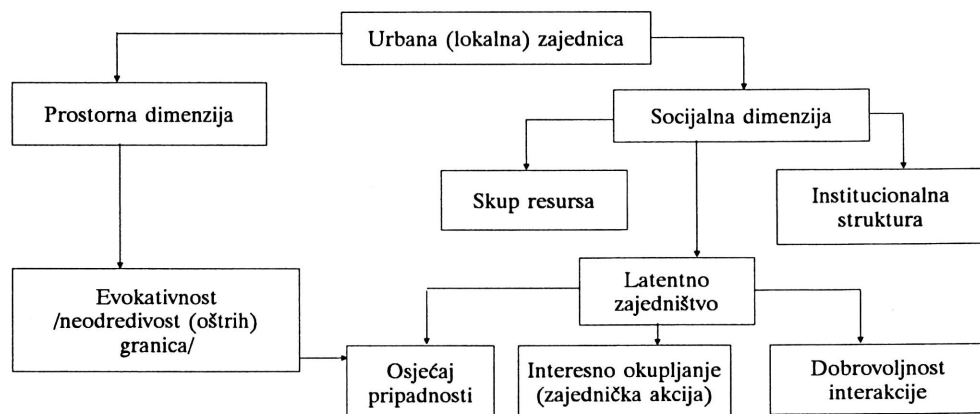 Urbana (lokalna) zajednica
Prostorna dimenzija
Socijalna dimenzija
Skup resursa
Institucionalna
struktura
Evokativnost
/neodredivost (oštrih)
granica/
Latentno
zajedništvo
Osjećaj
pripadnosti
Interesno okupljanje
(zajednička akcija)
Dobrovoljnost
interakcije